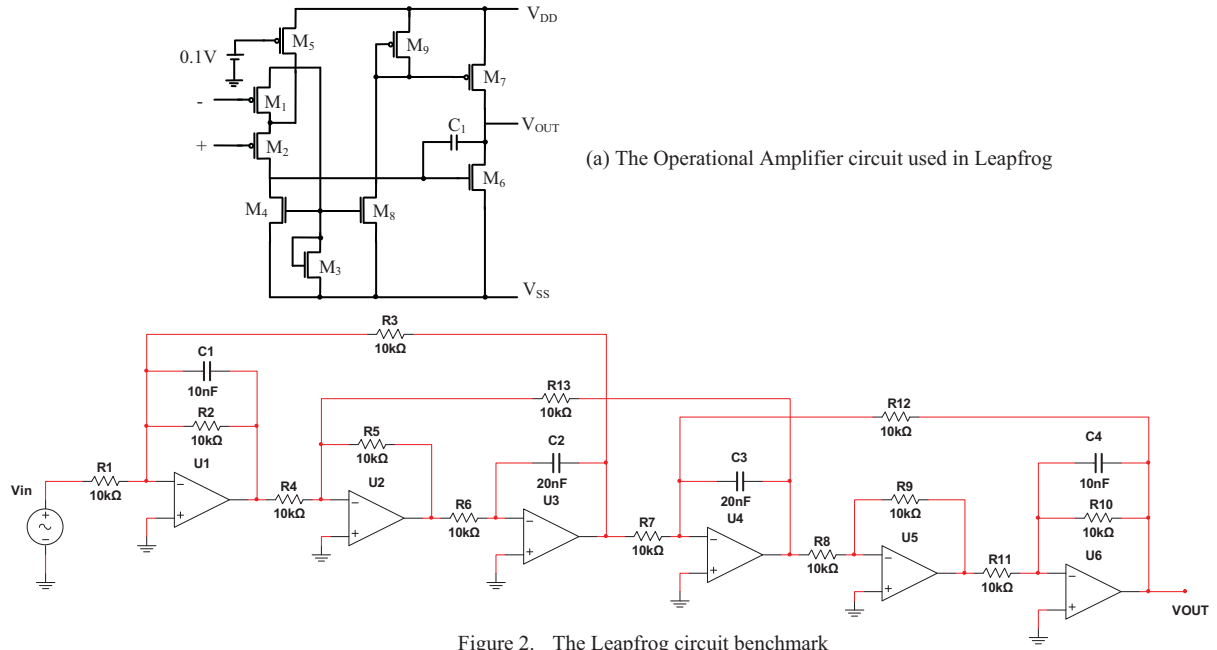 V_DD
M5
M9
0.1V
M7
-
M1
V_OUT
C1
+
M2
(a) The Operational Amplifier circuit used in Leapfrog
M6
M4
M8
M3
V_SS
R3
10kΩ
C1
10nF
R13
10kΩ
R12
10kΩ
R2
10kΩ
R5
10kΩ
C2
20nF
C3
20nF
C4
10nF
R9
10kΩ
R10
10kΩ
Vin
R1
10kΩ
U1
R4
10kΩ
U2
R6
10kΩ
U3
R7
10kΩ
U4
R8
10kΩ
U5
R11
10kΩ
U6
VOUT
Figure 2. The Leapfrog circuit benchmark